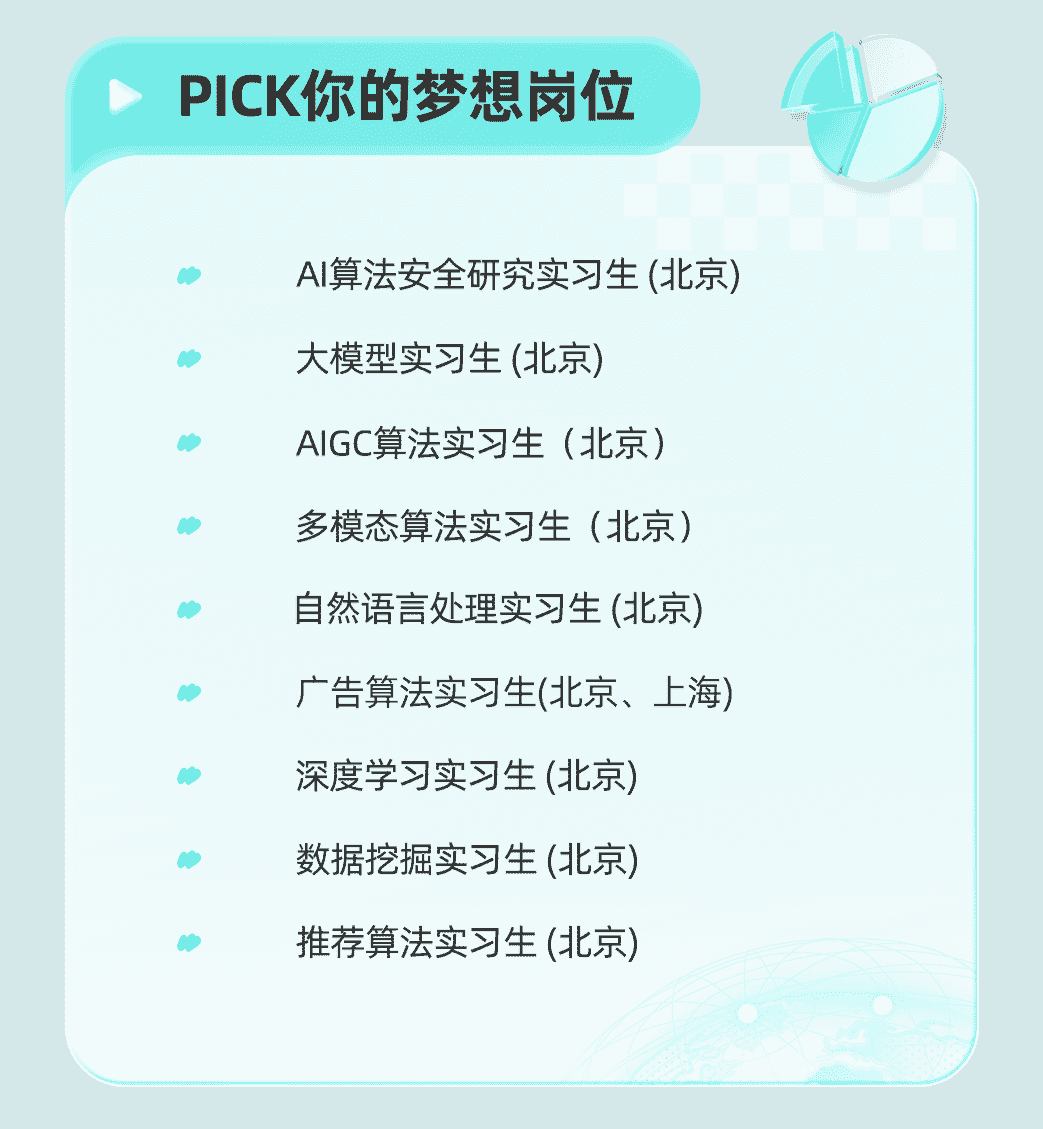 PICK你的梦想岗位
AI算法安全研究实习生 (北京)
大模型实习生 (北京)
AIGC算法实习生（北京）
多模态算法实习生（北京）
自然语言处理实习生 (北京)
广告算法实习生(北京、上海)
深度学习实习生 (北京)
数据挖掘实习生 (北京)
推荐算法实习生 (北京)